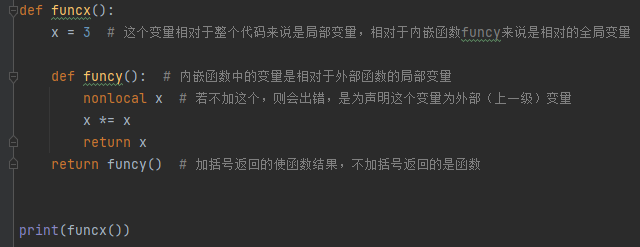 def funcx():
x = 3  # 这个变量相对于整个代码来说是局部变量，相对于内嵌函数funcy来说是相对的全局变量
def funcy():  # 内嵌函数中的变量是相对于外部函数的局部变量
nonlocal x  # 若不加这个，则会出错，是为声明这个变量为外部（上一级）变量
x *= x
return x
return funcy()  # 加括号返回的使函数结果，不加括号返回的是函数
print(funcx())